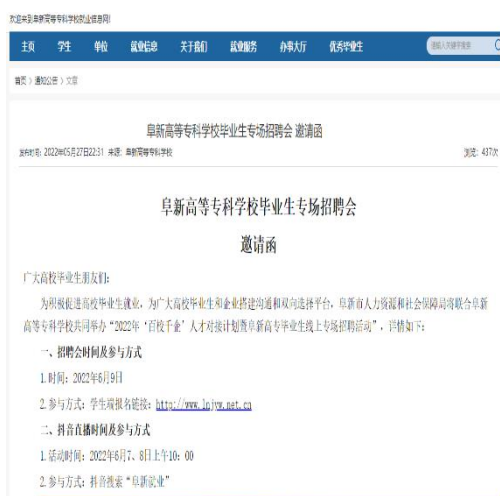 欢迎来到阜新高等专科学校就业信息网!
主页 学生 单位 就业信息 关于我们 就业服务 办事大厅 优秀毕业生 请输入关键字搜索
首页 > 通知公告 > 文章
阜新高等专科学校毕业生专场招聘会 邀请函
发布时间: 2022年05月27日22:31 来源: 阜新高等专科学校 浏览: 437次
阜新高等专科学校毕业生专场招聘会
邀请函
广大高校毕业生朋友们:
为积极促进高校毕业生就业，为广大高校毕业生和企业搭建沟通和双向选择平台，阜新市人力资源和社会保障局将联合阜新
高等专科学校共同举办“2022年‘百校千企’人才对接计划暨阜新高专毕业生线上专场招聘活动”，详情如下:
一、招聘会时间及参与方式
1.时间: 2022年6月9日
2.参与方式: 学生端报名链接: http://www.lnjyw.net.cn
二、抖音直播时间及参与方式
1.活动时间: 2022年6月7、8日上午10: 00
2.参与方式: 抖音搜索“阜新就业”